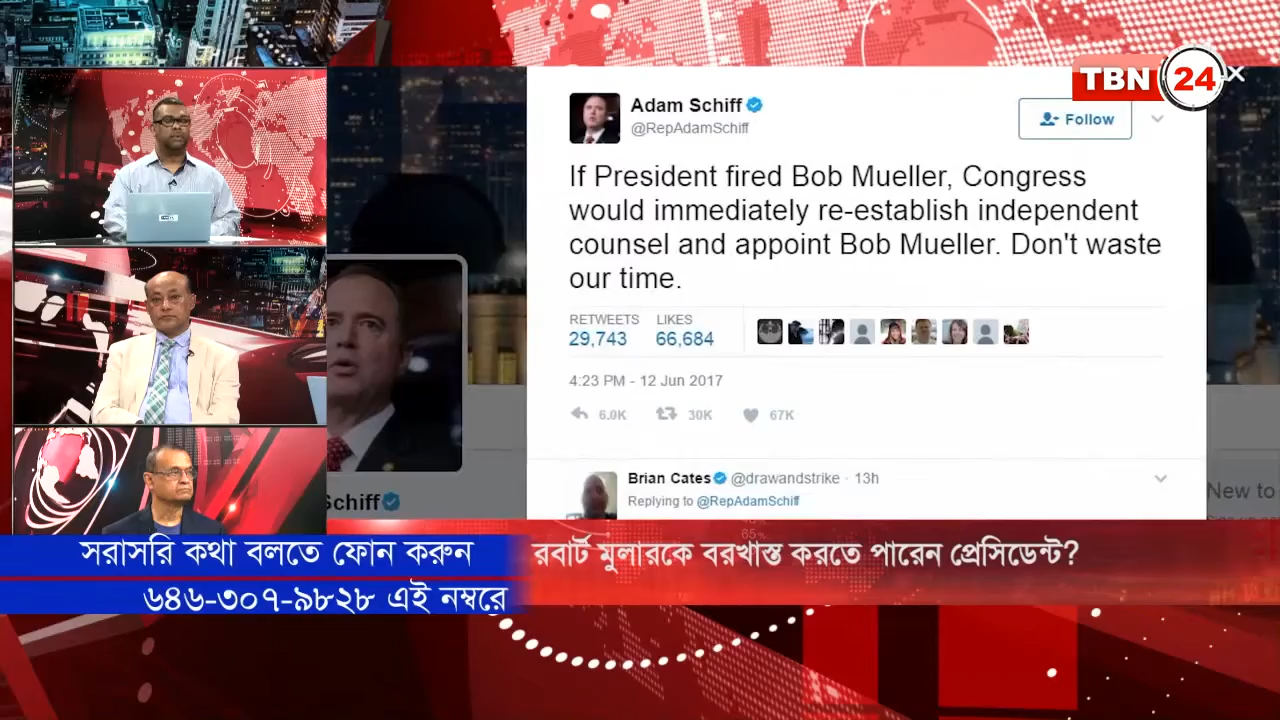 TBN 24
Adam Schiff
@RepAdamSchiff
Follow
If President fired Bob Mueller, Congress
would immediately re-establish independent
counsel and appoint Bob Mueller. Don't waste
our time.
RETWEETS LIKES
29,743 66,684
4:23 PM - 12 Jun 2017
6.0K 30K 67K
Brian Cates @drawandstrike · 13h
Replying to @RepAdamSchiff
Schiff
New to
সরাসরি কথা বলতে ফোন করুন
৬৪৬-৩০৭-৯৮২৮ এই নম্বরে
রবার্ট মুলারকে বরখাস্ত করতে পারেন প্রেসিডেন্ট?